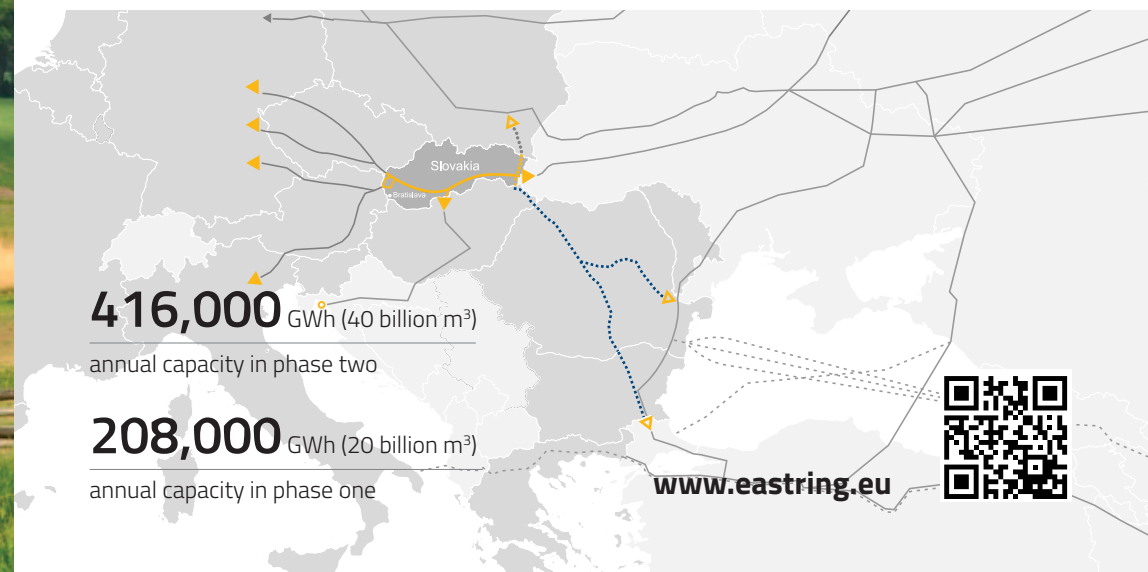 Slovakia
Bratislava
416,000 GWh (40 billion m³)
annual capacity in phase two
208,000 GWh (20 billion m³)
annual capacity in phase one
www.eastring.eu